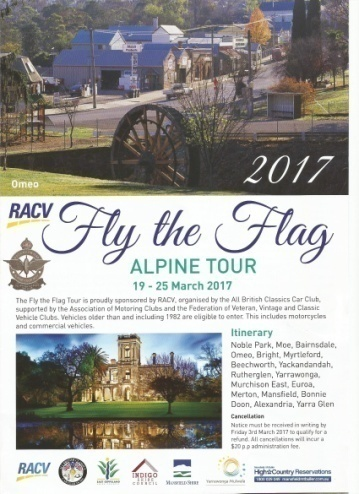 2017
Omeo
RACV
Fly the Flag
ALPINE TOUR
19 - 25 March 2017
The Fly the Flag Tour is proudly sponsored by RACV, organised by the All British Classics Car Club,
supported by the Association of Motoring Clubs and the Federation of Veteran, Vintage and Classic
Vehicle Clubs. Vehicles older than and including 1982 are eligible to enter. This includes motorcycles
and commercial vehicles.
Itinerary
Noble Park, Moe, Bairnsdale,
Omeo, Bright, Myrtleford,
Beechworth, Yackandandah,
Rutherglen, Yarrawonga,
Murchison East, Euroa,
Merton, Mansfield, Bonnie
Doon, Alexandria, Yarra Glen
Cancellation
Notice must be received in writing by
Friday 3rd March 2017 to qualify for a
refund. All cancellations will incur a
$20 p.p administration fee.
RACV
INDIGO
SHIRE
COUNCIL
MANSFIELD SHIRE
Yarrawonga Mulwala
High Country Reservations